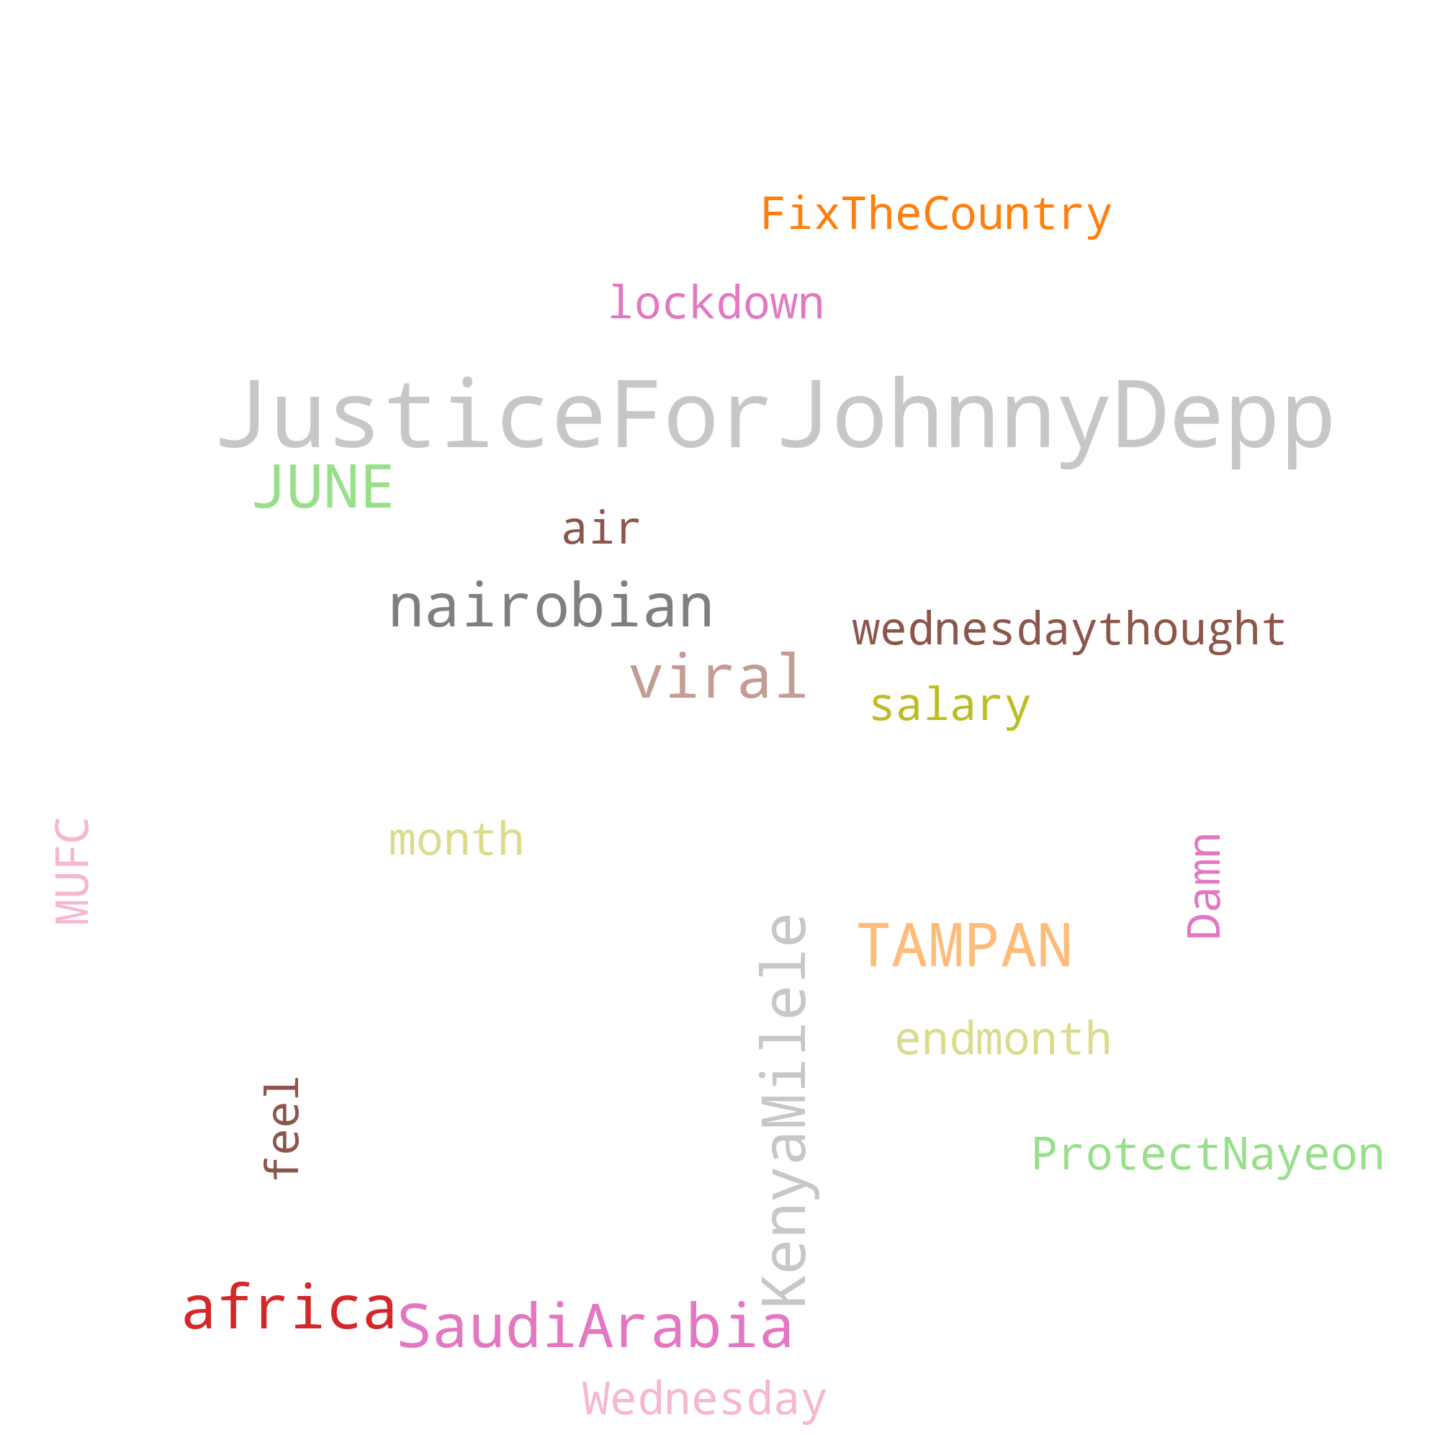 FixTheCountry
lockdown
JusticeForJohnnyDepp
JUNE
air
nairobian
wednesdaythought
viral
salary
MUFC
month
Damn
TAMPAN
KenyaMilele
endmonth
feel
ProtectNayeon
africa
SaudiArabia
Wednesday